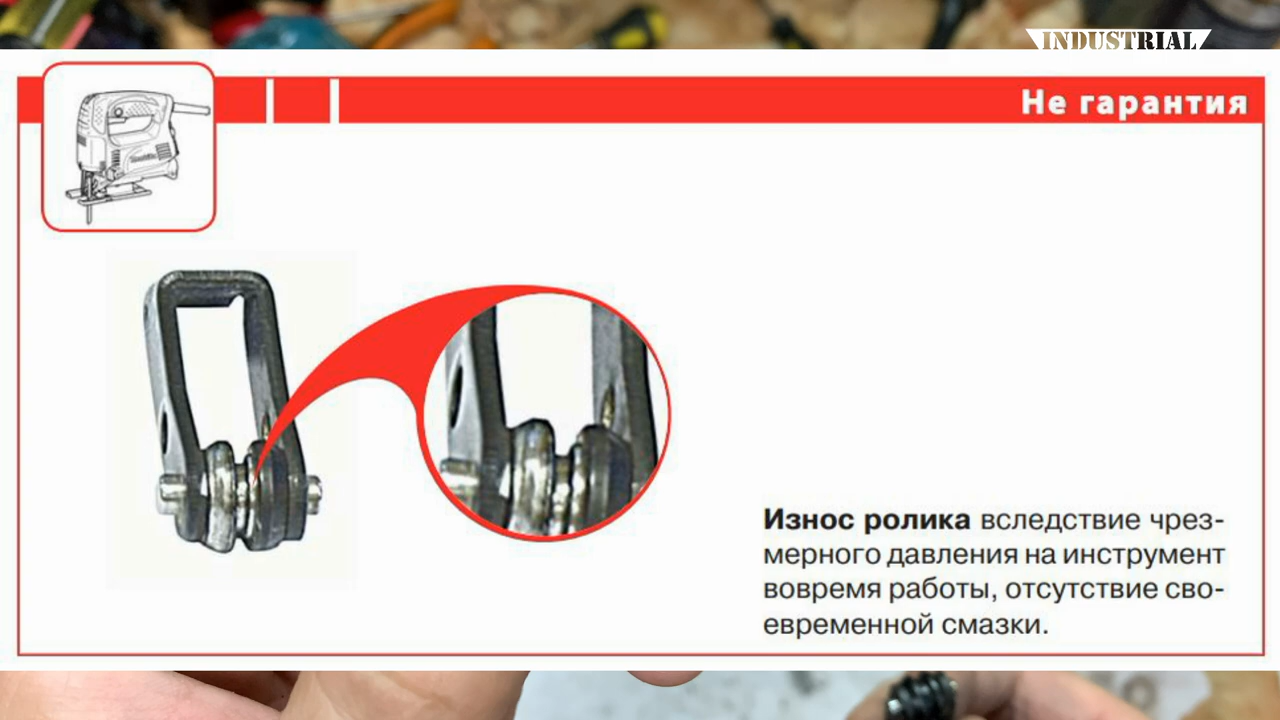 INDUSTRIAL
Не гарантия
Износ ролика вследствие чрез-
мерного давления на инструмент
вовремя работы, отсутствие сво-
евременной смазки.